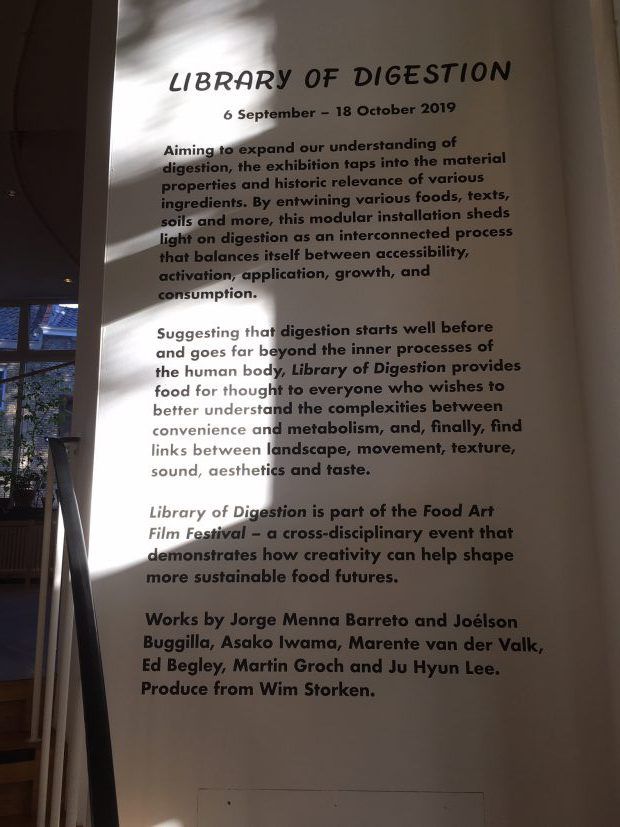 LIBRARY OF DIGESTION
6 September – 18 October 2019
Aiming to expand our understanding of
digestion, the exhibition taps into the material
properties and historic relevance of various
ingredients. By entwining various foods, texts,
soils and more, this modular installation sheds
light on digestion as an interconnected process
that balances itself between accessibility,
activation, application, growth, and
consumption.
Suggesting that digestion starts well before
and goes far beyond the inner processes of
the human body, Library of Digestion provides
food for thought to everyone who wishes to
better understand the complexities between
convenience and metabolism, and, finally, find
links between landscape, movement, texture,
sound, aesthetics and taste.
Library of Digestion is part of the Food Art
Film Festival – a cross-disciplinary event that
demonstrates how creativity can help shape
more sustainable food futures.
Works by Jorge Menna Barreto and Joélson
Buggilla, Asako Iwama, Marente van der Valk,
Ed Begley, Martin Groch and Ju Hyun Lee.
Produce from Wim Storken.